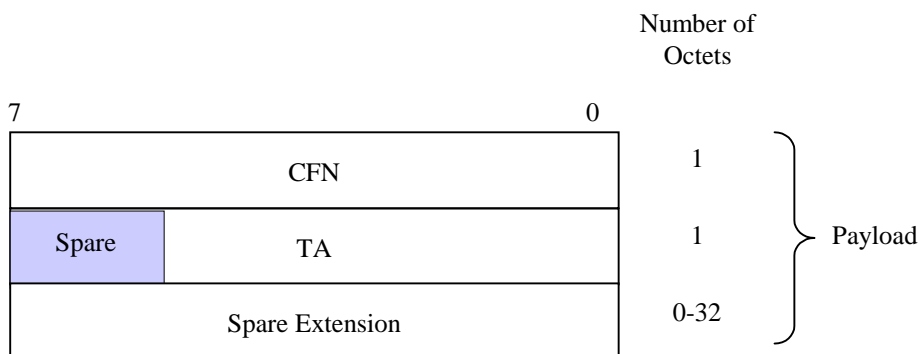 Number of
Octets
7 0
CFN 1
Spare TA 1 Payload
Spare Extension 0-32